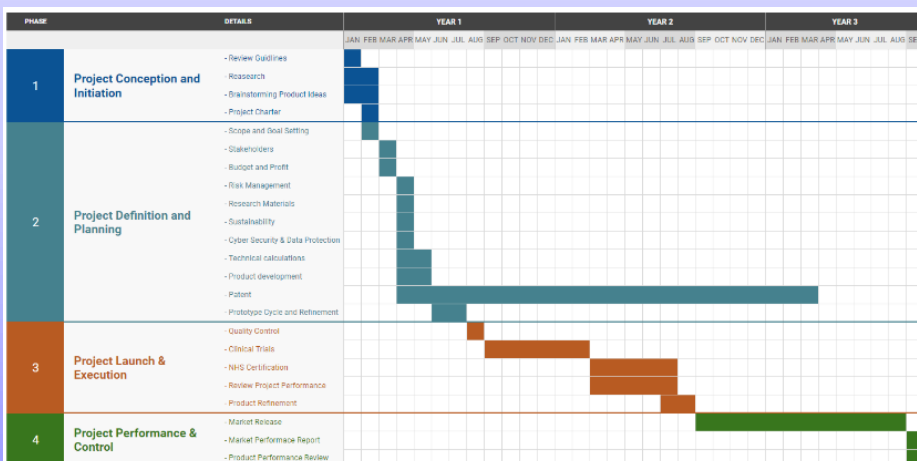 PHASE DETAILS YEAR 1 YEAR 2 YEAR 3
JAN FEB MAR APR MAY JUN JUL AUG SEP OCT NOV DEC JAN FEB MAR APR MAY JUN JUL AUG SEP OCT NOV DEC JAN FEB MAR APR MAY JUN JUL AUG SE
1
Project Conception and
Initiation
- Review Guidlines
- Reasearch
- Brainstorming Product Ideas
- Project Charter
2
Project Definition and
Planning
- Scope and Goal Setting
- Stakeholders
- Budget and Profit
- Risk Management
- Research Materials
- Sustainability
- Cyber Security & Data Protection
- Technical calculations
- Product development
- Patent
- Prototype Cycle and Refinement
3
Project Launch &
Execution
- Quality Control
- Clinical Trials
- NHS Certification
- Review Project Performance
- Product Refinement
4
Project Performance &
Control
- Market Release
- Market Performace Report
- Product Performance Review